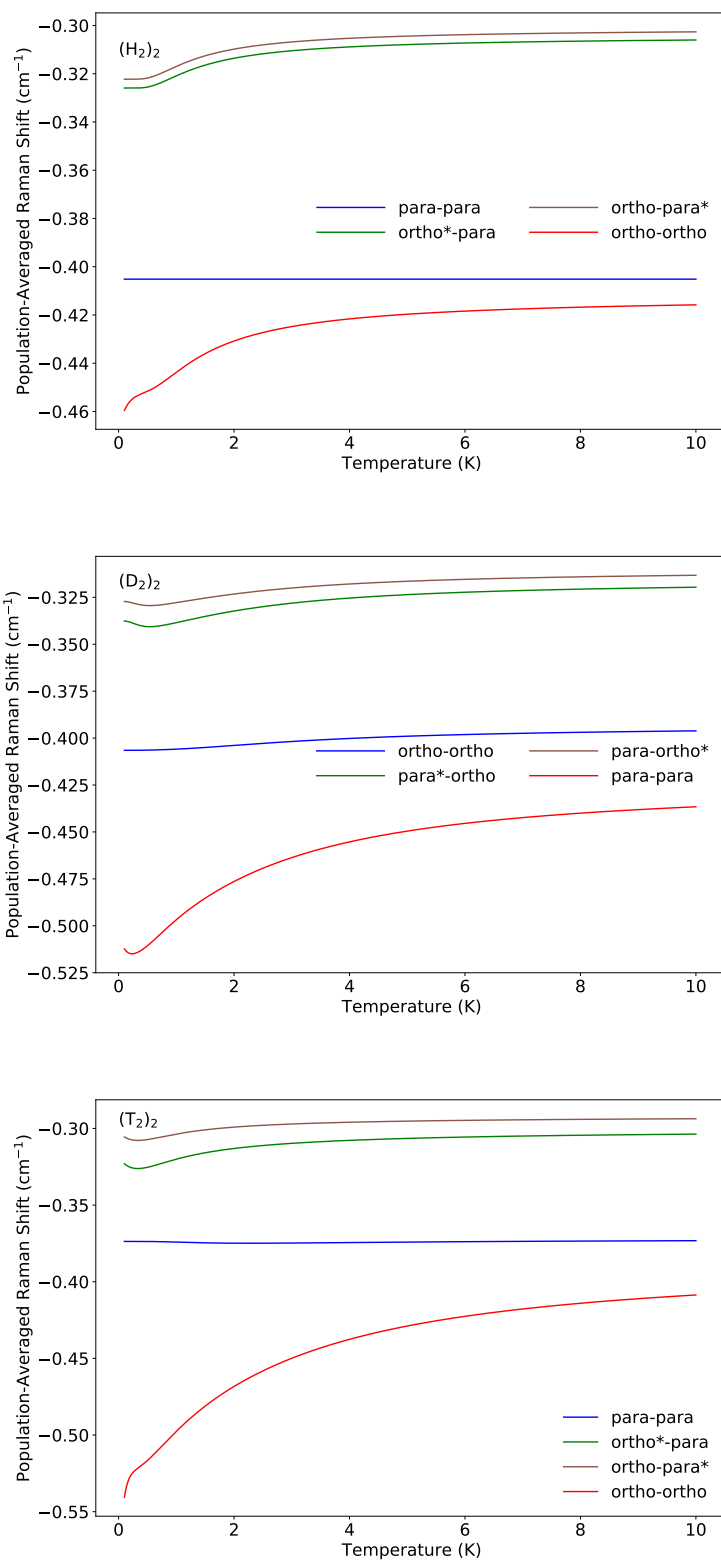 (H₂)₂
Population-Averaged Raman Shift (cm⁻¹)
−0.30
−0.32
−0.34
−0.36
−0.38
−0.40
−0.42
−0.44
−0.46
para-para
ortho*-para
ortho-para*
ortho-ortho
0 2 4 6 8 10
Temperature (K)
(D₂)₂
Population-Averaged Raman Shift (cm⁻¹)
−0.325
−0.350
−0.375
−0.400
−0.425
−0.450
−0.475
−0.500
−0.525
ortho-ortho
para*-ortho
para-ortho*
para-para
0 2 4 6 8 10
Temperature (K)
(T₂)₂
Population-Averaged Raman Shift (cm⁻¹)
−0.30
−0.35
−0.40
−0.45
−0.50
−0.55
para-para
ortho*-para
ortho-para*
ortho-ortho
0 2 4 6 8 10
Temperature (K)